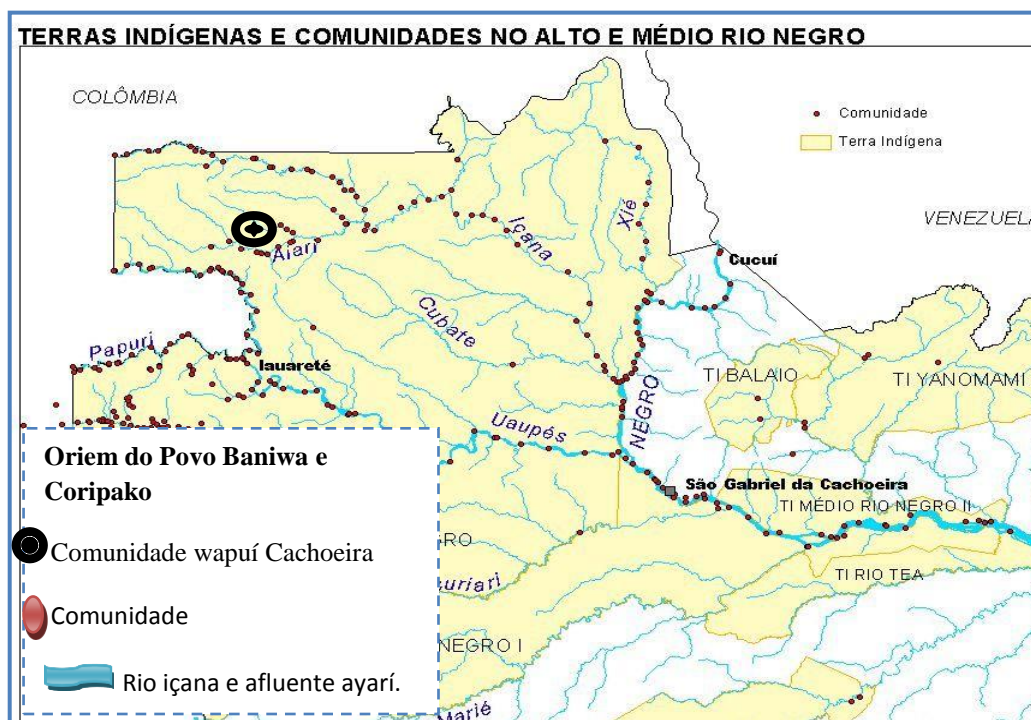 TERRAS INDÍGENAS E COMUNIDADES NO ALTO E MÉDIO RIO NEGRO
COLÔMBIA
Comunidade
Terra Indígena
VENEZUELA
Xié
Içana
Aiari
Cucuí
Cubate
Papuri
Iauareté
TI BALAIO
TI YANOMAMI
NEGRO
Uaupés
São Gabriel da Cachoeira
TI MÉDIO RIO NEGRO II
TI RIO TEA
RO
uriari
NEGRO I
Marié
Oriem do Povo Baniwa e
Coripako
Comunidade wapuí Cachoeira
Comunidade
Rio içana e afluente ayarí.